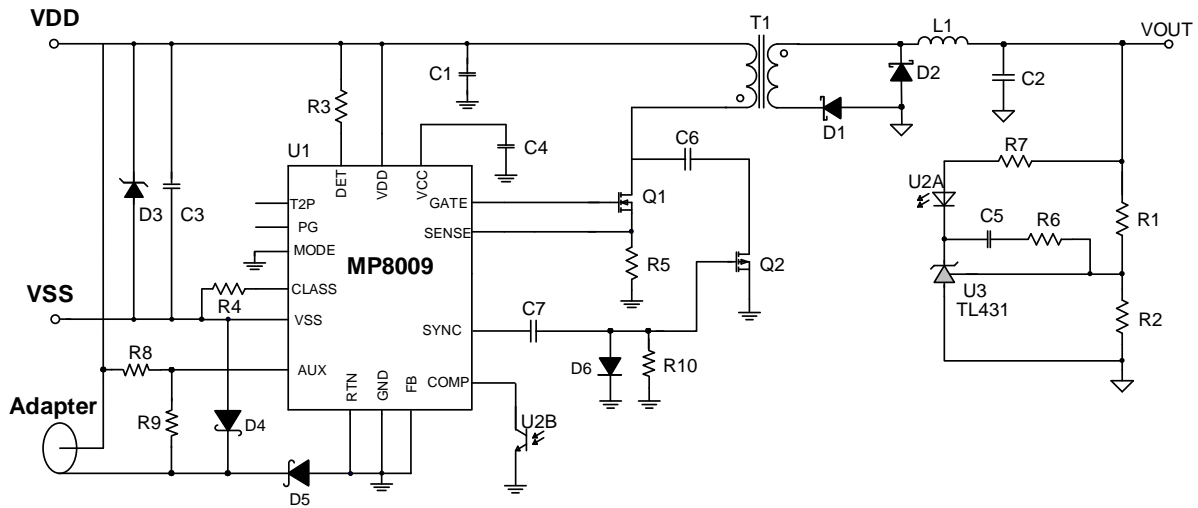 VDD
T1
L1
VOUT
C1
D2
C2
R3
D1
U1
C4
C6
R7
DET
VDD
VCC
U2A
T2P
GATE
Q1
D3
C3
PG
SENSE
C5
R6
R1
MODE
MP8009
R5
Q2
VSS
CLASS
R4
U3
TL431
VSS
SYNC
C7
R2
R8
AUX
RTN
GND
FB
COMP
D6
R10
Adapter
R9
D4
U2B
D5